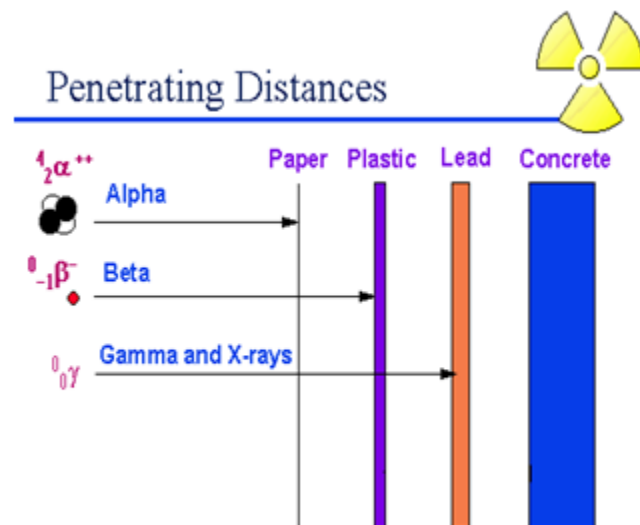 Penetrating Distances
Paper Plastic Lead Concrete
⁴₂α⁺⁺
Alpha
⁰₋₁β⁻ Beta
⁰₀γ Gamma and X-rays